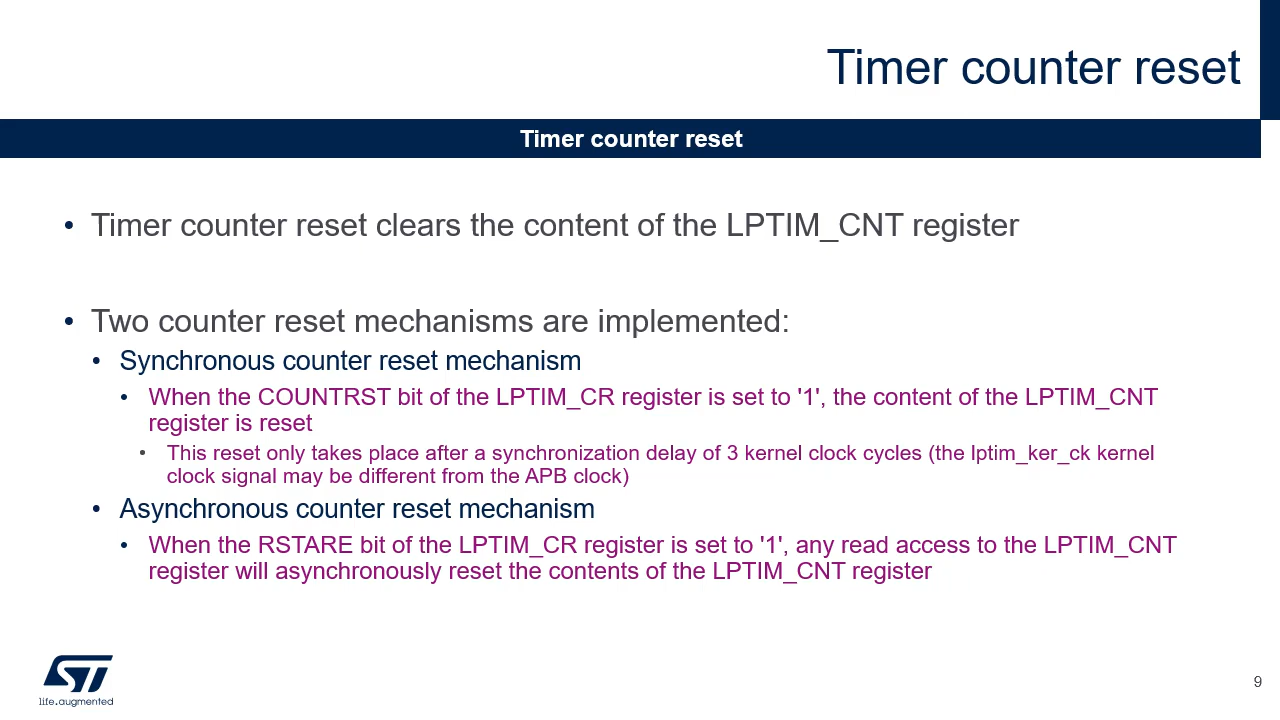 Timer counter reset
Timer counter reset
• Timer counter reset clears the content of the LPTIM_CNT register
• Two counter reset mechanisms are implemented:
• Synchronous counter reset mechanism
• When the COUNTRST bit of the LPTIM_CR register is set to '1', the content of the LPTIM_CNT
register is reset
• This reset only takes place after a synchronization delay of 3 kernel clock cycles (the lptim_ker_ck kernel
clock signal may be different from the APB clock)
• Asynchronous counter reset mechanism
• When the RSTARE bit of the LPTIM_CR register is set to '1', any read access to the LPTIM_CNT
register will asynchronously reset the contents of the LPTIM_CNT register
ST
life.augmented
9